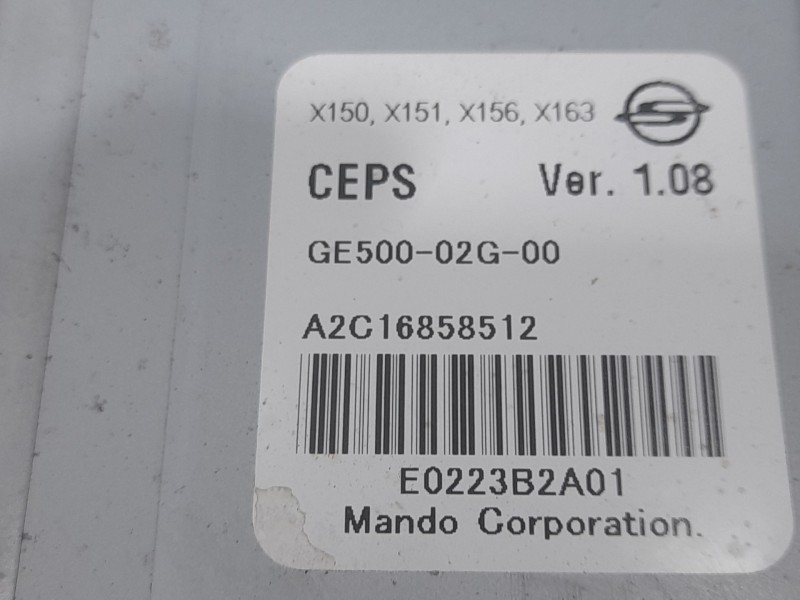 X150, X151, X156, X163
CEPS Ver. 1.08
GE500-02G-00
A2C16858512
E0223B2A01
Mando Corporation.